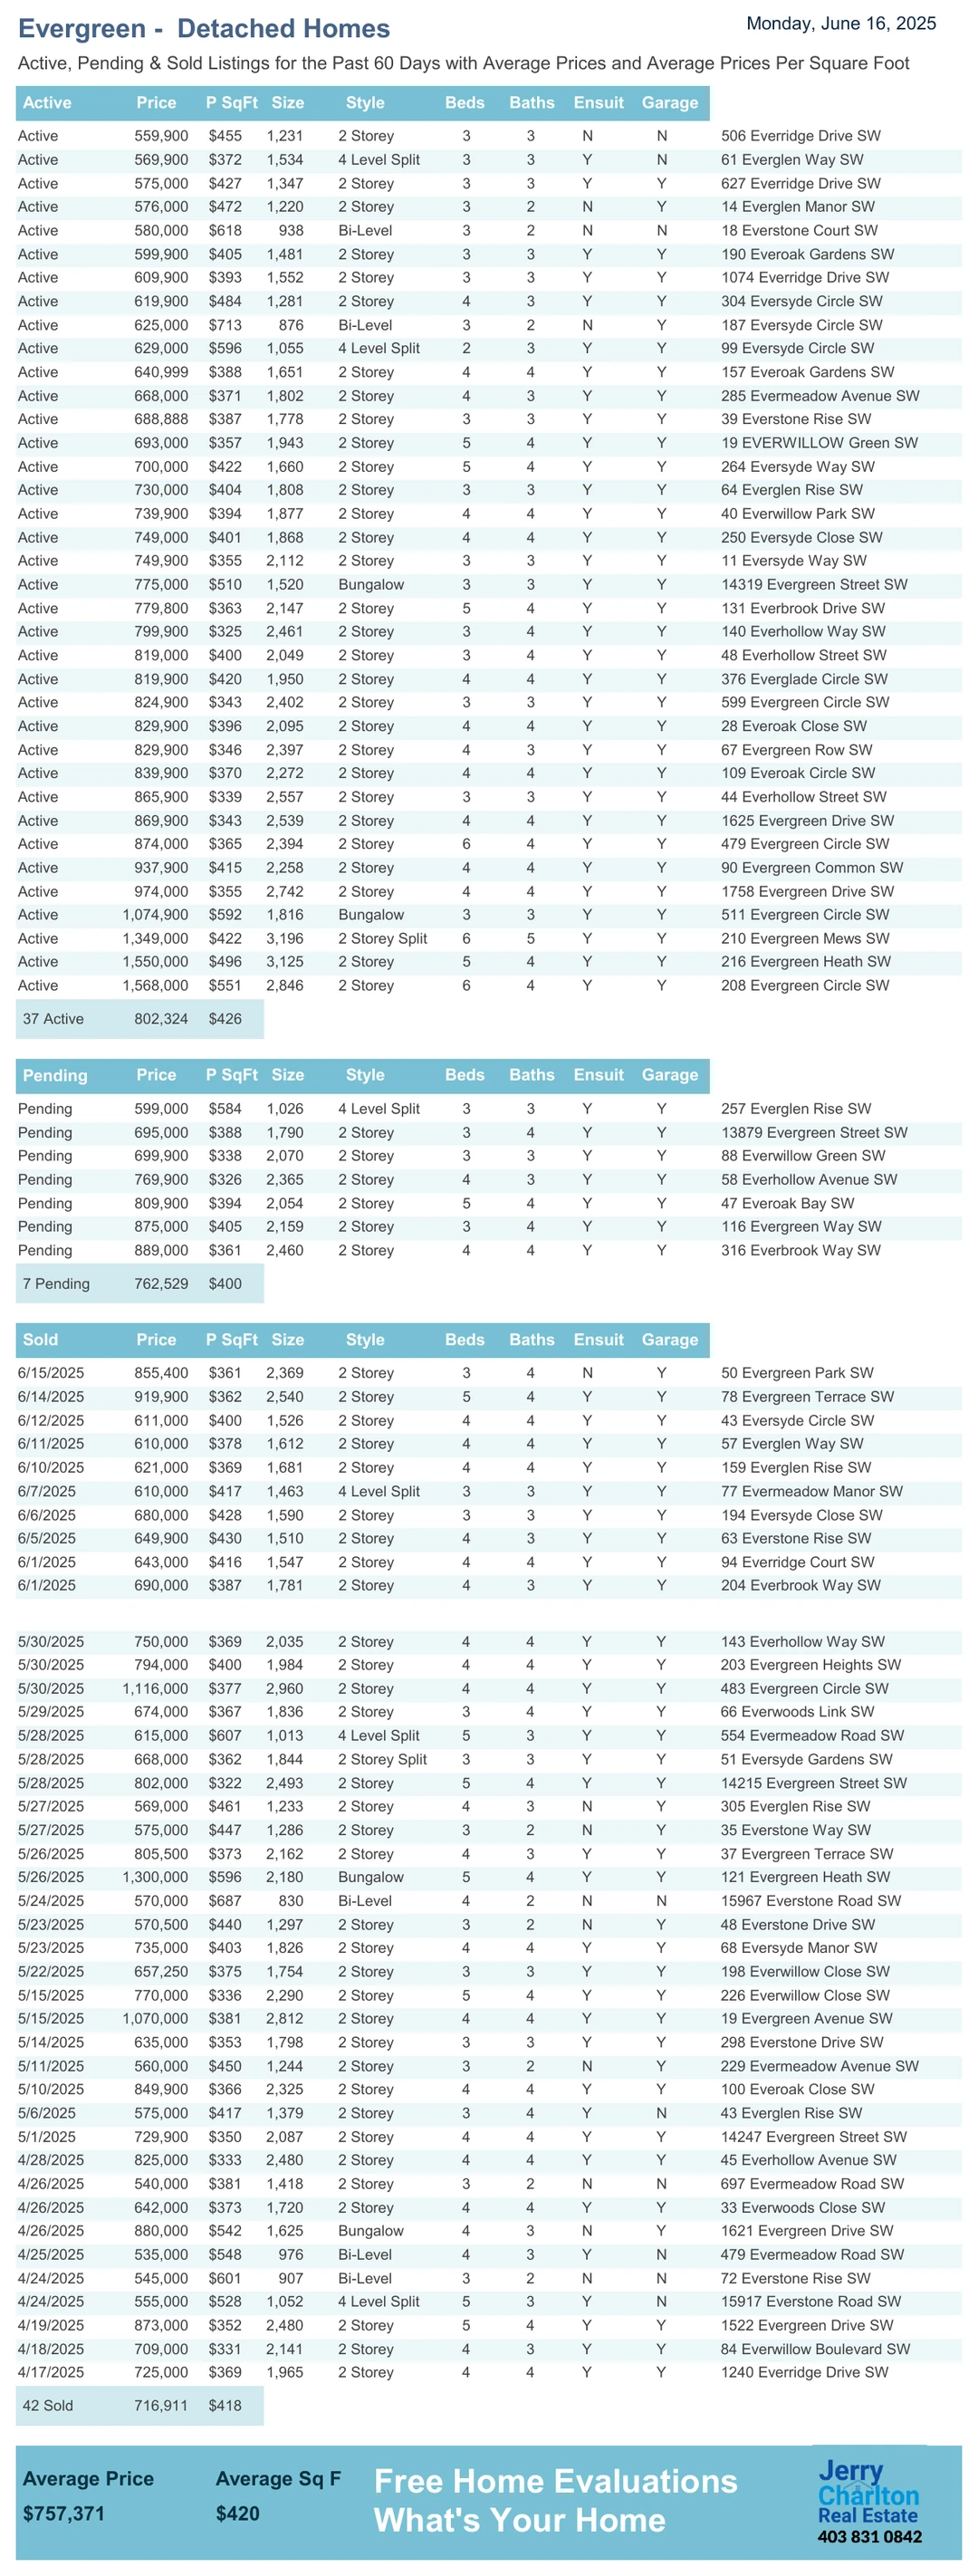 Evergreen - Detached Homes
Monday, June 16, 2025
Active, Pending & Sold Listings for the Past 60 Days with Average Prices and Average Prices Per Square Foot
Active Price P SqFt Size Style Beds Baths Ensuit Garage
Active 559,900 $455 1,231 2 Storey 3 3 N N 506 Everridge Drive SW
Active 569,900 $372 1,534 4 Level Split 3 3 Y N 61 Everglen Way SW
Active 575,000 $427 1,347 2 Storey 3 3 Y Y 627 Everridge Drive SW
Active 576,000 $472 1,220 2 Storey 3 2 N Y 14 Everglen Manor SW
Active 580,000 $618 938 Bi-Level 3 2 N N 18 Everstone Court SW
Active 599,900 $405 1,481 2 Storey 3 3 Y Y 190 Everoak Gardens SW
Active 609,900 $393 1,552 2 Storey 3 3 Y Y 1074 Everridge Drive SW
Active 619,900 $484 1,281 2 Storey 4 3 Y Y 304 Eversyde Circle SW
Active 625,000 $713 876 Bi-Level 3 2 N Y 187 Eversyde Circle SW
Active 629,000 $596 1,055 4 Level Split 2 3 Y Y 99 Eversyde Circle SW
Active 640,999 $388 1,651 2 Storey 4 4 Y Y 157 Everoak Gardens SW
Active 668,000 $371 1,802 2 Storey 4 3 Y Y 285 Evermeadow Avenue SW
Active 688,888 $387 1,778 2 Storey 3 3 Y Y 39 Everstone Rise SW
Active 693,000 $357 1,943 2 Storey 5 4 Y Y 19 EVERWILLOW Green SW
Active 700,000 $422 1,660 2 Storey 5 4 Y Y 264 Eversyde Way SW
Active 730,000 $404 1,808 2 Storey 3 3 Y Y 64 Everglen Rise SW
Active 739,900 $394 1,877 2 Storey 4 4 Y Y 40 Everwillow Park SW
Active 749,000 $401 1,868 2 Storey 4 4 Y Y 250 Eversyde Close SW
Active 749,900 $355 2,112 2 Storey 3 3 Y Y 11 Eversyde Way SW
Active 775,000 $510 1,520 Bungalow 3 3 Y Y 14319 Evergreen Street SW
Active 779,800 $363 2,147 2 Storey 5 4 Y Y 131 Everbrook Drive SW
Active 799,900 $325 2,461 2 Storey 3 4 Y Y 140 Everhollow Way SW
Active 819,000 $400 2,049 2 Storey 3 4 Y Y 48 Everhollow Street SW
Active 819,900 $420 1,950 2 Storey 4 4 Y Y 376 Everglade Circle SW
Active 824,900 $343 2,402 2 Storey 3 3 Y Y 599 Evergreen Circle SW
Active 829,900 $396 2,095 2 Storey 4 4 Y Y 28 Everoak Close SW
Active 829,900 $346 2,397 2 Storey 4 3 Y Y 67 Evergreen Row SW
Active 839,900 $370 2,272 2 Storey 4 4 Y Y 109 Everoak Circle SW
Active 865,900 $339 2,557 2 Storey 3 3 Y Y 44 Everhollow Street SW
Active 869,900 $343 2,539 2 Storey 4 4 Y Y 1625 Evergreen Drive SW
Active 874,000 $365 2,394 2 Storey 6 4 Y Y 479 Evergreen Circle SW
Active 937,900 $415 2,258 2 Storey 4 4 Y Y 90 Evergreen Common SW
Active 974,000 $355 2,742 2 Storey 4 4 Y Y 1758 Evergreen Drive SW
Active 1,074,900 $592 1,816 Bungalow 3 3 Y Y 511 Evergreen Circle SW
Active 1,349,000 $422 3,196 2 Storey Split 6 5 Y Y 210 Evergreen Mews SW
Active 1,550,000 $496 3,125 2 Storey 5 4 Y Y 216 Evergreen Heath SW
Active 1,568,000 $551 2,846 2 Storey 6 4 Y Y 208 Evergreen Circle SW
37 Active 802,324 $426
Pending Price P SqFt Size Style Beds Baths Ensuit Garage
Pending 599,000 $584 1,026 4 Level Split 3 3 Y Y 257 Everglen Rise SW
Pending 695,000 $388 1,790 2 Storey 3 4 Y Y 13879 Evergreen Street SW
Pending 699,900 $338 2,070 2 Storey 3 3 Y Y 88 Everwillow Green SW
Pending 769,900 $326 2,365 2 Storey 4 3 Y Y 58 Everhollow Avenue SW
Pending 809,900 $394 2,054 2 Storey 5 4 Y Y 47 Everoak Bay SW
Pending 875,000 $405 2,159 2 Storey 3 4 Y Y 116 Evergreen Way SW
Pending 889,000 $361 2,460 2 Storey 4 4 Y Y 316 Everbrook Way SW
7 Pending 762,529 $400
Sold Price P SqFt Size Style Beds Baths Ensuit Garage
6/15/2025 855,400 $361 2,369 2 Storey 3 4 N Y 50 Evergreen Park SW
6/14/2025 919,900 $362 2,540 2 Storey 5 4 Y Y 78 Evergreen Terrace SW
6/12/2025 611,000 $400 1,526 2 Storey 4 4 Y Y 43 Eversyde Circle SW
6/11/2025 610,000 $378 1,612 2 Storey 4 4 Y Y 57 Everglen Way SW
6/10/2025 621,000 $369 1,681 2 Storey 4 4 Y Y 159 Everglen Rise SW
6/7/2025 610,000 $417 1,463 4 Level Split 3 3 Y Y 77 Evermeadow Manor SW
6/6/2025 680,000 $428 1,590 2 Storey 3 3 Y Y 194 Eversyde Close SW
6/5/2025 649,900 $430 1,510 2 Storey 4 3 Y Y 63 Everstone Rise SW
6/1/2025 643,000 $416 1,547 2 Storey 4 4 Y Y 94 Everridge Court SW
6/1/2025 690,000 $387 1,781 2 Storey 4 3 Y Y 204 Everbrook Way SW
5/30/2025 750,000 $369 2,035 2 Storey 4 4 Y Y 143 Everhollow Way SW
5/30/2025 794,000 $400 1,984 2 Storey 4 4 Y Y 203 Evergreen Heights SW
5/30/2025 1,116,000 $377 2,960 2 Storey 4 4 Y Y 483 Evergreen Circle SW
5/29/2025 674,000 $367 1,836 2 Storey 3 4 Y Y 66 Everwoods Link SW
5/28/2025 615,000 $607 1,013 4 Level Split 5 3 Y Y 554 Evermeadow Road SW
5/28/2025 668,000 $362 1,844 2 Storey Split 3 3 Y Y 51 Eversyde Gardens SW
5/28/2025 802,000 $322 2,493 2 Storey 5 4 Y Y 14215 Evergreen Street SW
5/27/2025 569,000 $461 1,233 2 Storey 4 3 N Y 305 Everglen Rise SW
5/27/2025 575,000 $447 1,286 2 Storey 3 2 N Y 35 Everstone Way SW
5/26/2025 805,500 $373 2,162 2 Storey 4 3 Y Y 37 Evergreen Terrace SW
5/26/2025 1,300,000 $596 2,180 Bungalow 5 4 Y Y 121 Evergreen Heath SW
5/24/2025 570,000 $687 830 Bi-Level 4 2 N N 15967 Everstone Road SW
5/23/2025 570,500 $440 1,297 2 Storey 3 2 N Y 48 Everstone Drive SW
5/23/2025 735,000 $403 1,826 2 Storey 4 4 Y Y 68 Eversyde Manor SW
5/22/2025 657,250 $375 1,754 2 Storey 3 3 Y Y 198 Everwillow Close SW
5/15/2025 770,000 $336 2,290 2 Storey 5 4 Y Y 226 Everwillow Close SW
5/15/2025 1,070,000 $381 2,812 2 Storey 4 4 Y Y 19 Evergreen Avenue SW
5/14/2025 635,000 $353 1,798 2 Storey 3 3 Y Y 298 Everstone Drive SW
5/11/2025 560,000 $450 1,244 2 Storey 3 2 N Y 229 Evermeadow Avenue SW
5/10/2025 849,900 $366 2,325 2 Storey 4 4 Y Y 100 Everoak Close SW
5/6/2025 575,000 $417 1,379 2 Storey 3 4 Y N 43 Everglen Rise SW
5/1/2025 729,900 $350 2,087 2 Storey 4 4 Y Y 14247 Evergreen Street SW
4/28/2025 825,000 $333 2,480 2 Storey 4 4 Y Y 45 Everhollow Avenue SW
4/26/2025 540,000 $381 1,418 2 Storey 3 2 N N 697 Evermeadow Road SW
4/26/2025 642,000 $373 1,720 2 Storey 4 4 Y Y 33 Everwoods Close SW
4/26/2025 880,000 $542 1,625 Bungalow 4 3 N Y 1621 Evergreen Drive SW
4/25/2025 535,000 $548 976 Bi-Level 4 3 Y N 479 Evermeadow Road SW
4/24/2025 545,000 $601 907 Bi-Level 3 2 N N 72 Everstone Rise SW
4/24/2025 555,000 $528 1,052 4 Level Split 5 3 Y N 15917 Everstone Road SW
4/19/2025 873,000 $352 2,480 2 Storey 5 4 Y Y 1522 Evergreen Drive SW
4/18/2025 709,000 $331 2,141 2 Storey 4 3 Y Y 84 Everwillow Boulevard SW
4/17/2025 725,000 $369 1,965 2 Storey 4 4 Y Y 1240 Everridge Drive SW
42 Sold 716,911 $418
Average Price Average Sq F
$757,371 $420
Free Home Evaluations
What's Your Home
Jerry
Charlton
Real Estate
403 831 0842